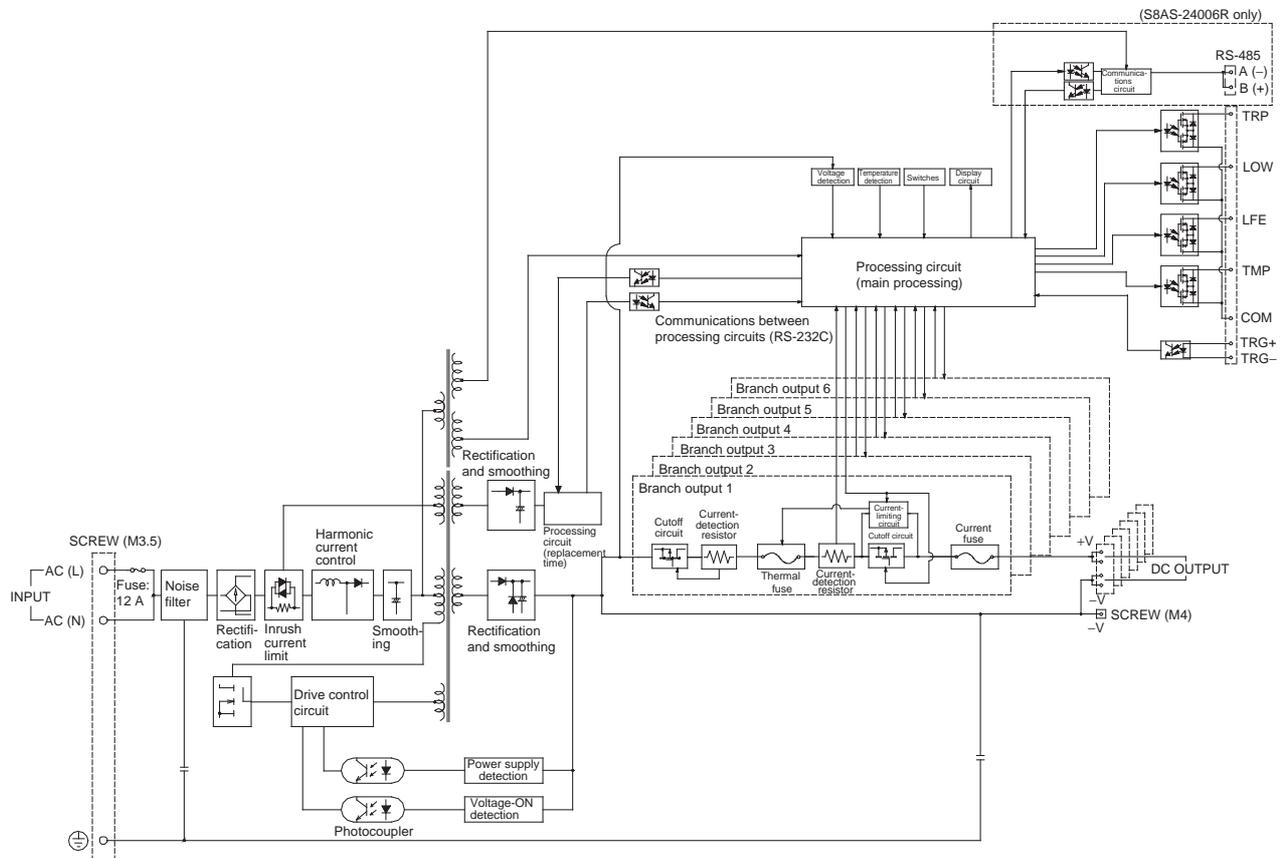 (S8AS-24006R only)
RS-485
A (–)
B (+)
Communica-
tions
circuit
TRP
LOW
LFE
TMP
COM
TRG+
TRG–
Voltage
detection
Temperature
detection
Switches
Display
circuit
Processing circuit
(main processing)
Communications between
processing circuits (RS-232C)
Branch output 6
Branch output 5
Branch output 4
Branch output 3
Branch output 2
Branch output 1
Rectification
and smoothing
Processing
circuit
(replacement
time)
Cutoff
circuit
Current-
detection
resistor
Thermal
fuse
Current-
detection
resistor
Current-
limiting
circuit
Cutoff circuit
Current
fuse
+V
DC OUTPUT
–V
SCREW (M4)
–V
SCREW (M3.5)
AC (L)
INPUT
AC (N)
Fuse:
12 A
Noise
filter
Rectifi-
cation
Inrush
current
limit
Harmonic
current
control
Smooth-
ing
Rectification
and smoothing
Drive control
circuit
Power supply
detection
Voltage-ON
detection
Photocoupler